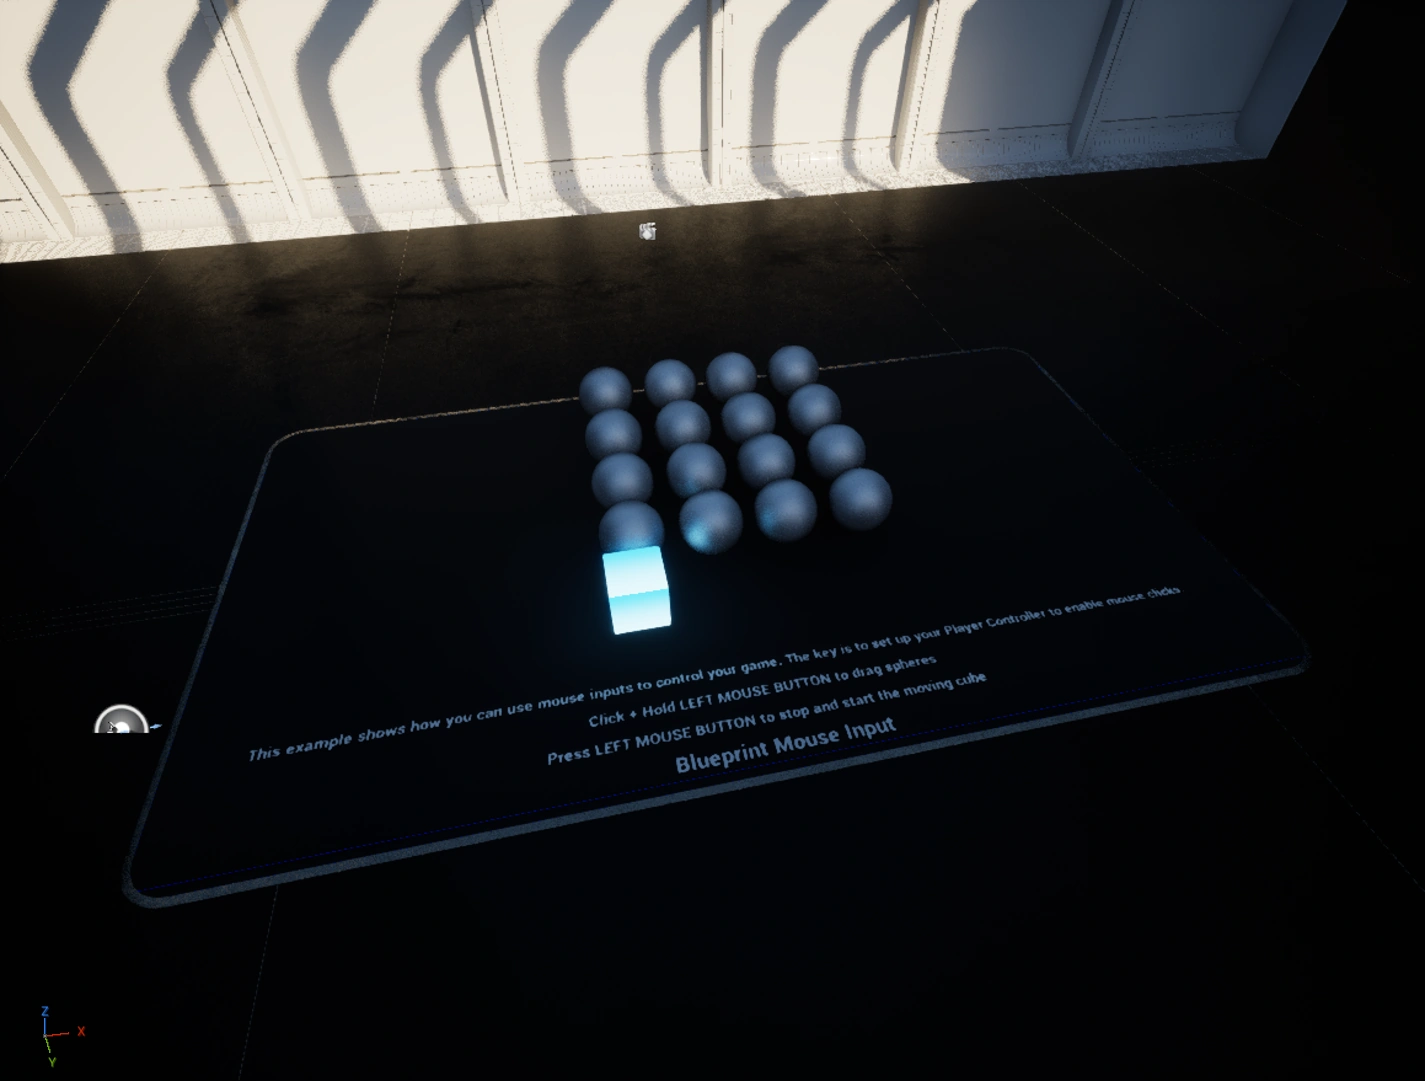 This example shows how you can use mouse inputs to control your game. The key is to set up your Player Controller to enable mouse clicks
Click + Hold LEFT MOUSE BUTTON to drag spheres
Press LEFT MOUSE BUTTON to stop and start the moving cube
Blueprint Mouse Input
Z
X
Y